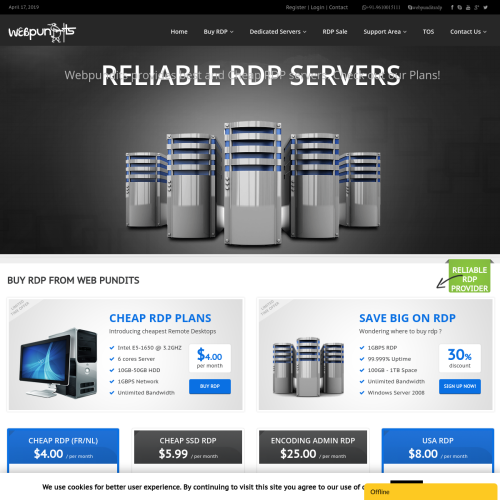 April 17, 2019
Register | Login | Contact
webpundits
Home Buy RDP Dedicated Servers RDP Sale Support Area TOS Contact Us
RELIABLE RDP SERVERS
Webpundits provides Best and Cheap RDP servers, Check out Our Plans!
BUY RDP FROM WEB PUNDITS
RELIABLE
RDP
PROVIDER
CHEAP RDP PLANS
Introducing cheapest Remote Desktops
Intel E5-1650 @ 3.2GHZ
6 cores Server
10GB-50GB HDD
1GBPS Network
Unlimited Bandwidth
$4.00
per month
BUY RDP
SAVE BIG ON RDP
Wondering where to buy rdp ?
1GBPS RDP
99.999% Uptime
100GB - 1TB Space
Unlimited Bandwidth
Windows Server 2008
30%
discount
SIGN UP NOW!
CHEAP RDP (FR/NL)
$4.00 / per month
CHEAP SSD RDP
$5.99 / per month
ENCODING ADMIN RDP
$25.00 / per month
USA RDP
$8.00 / per month
We use cookies for better user experience. By continuing to visit this site you agree to our use of
Offline